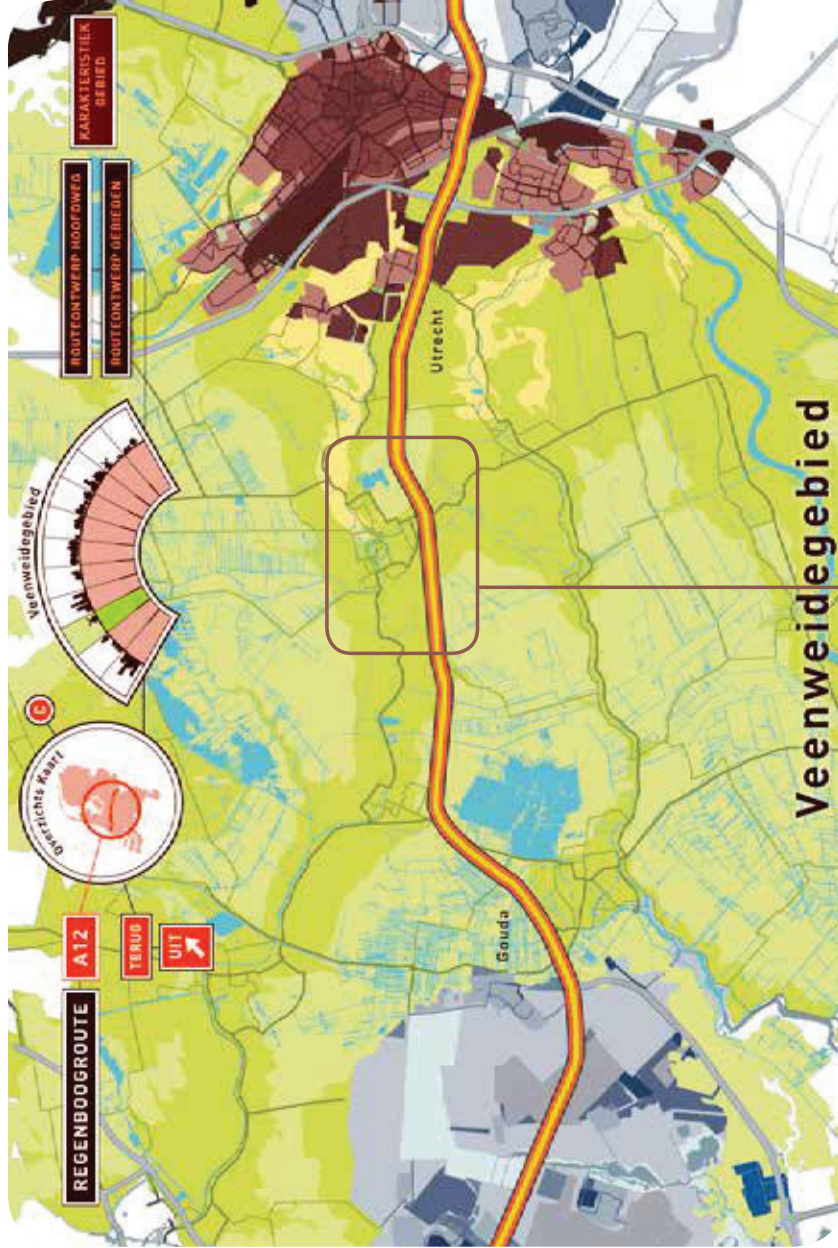 REGENBOOGROUTE
A12
TERUG
UIT
Overzichts Kaart
C
Veenweidegebied
ROUTEONTWERP HOOFDWEG
ROUTEONTWERP GEBIEDEN
KARAKTERISTIEK
GEBIED
Gouda
Utrecht
Veenweidegebied